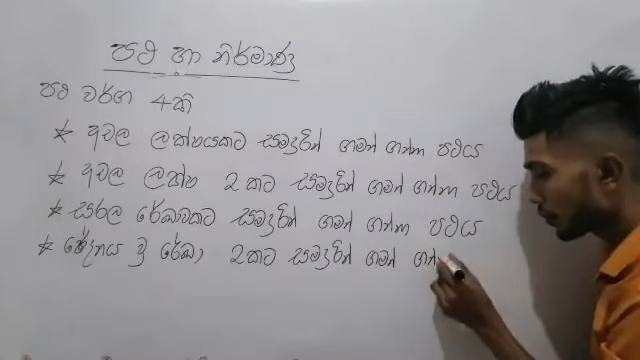 පථ හා නිර්මාණ
පථ වර්ග 4කි
* අචල ලක්ෂයකට සමදුරින් ගමන් ගන්නා පථය
* අචල ලක්ෂ 2කට සමදුරින් ගමන් ගන්නා පථය
* සරල රේඛාවකට සමදුරින් ගමන් ගන්නා පථය
* ඡේදනය වූ රේඛා 2කට සමදුරින් ගමන් ගන්